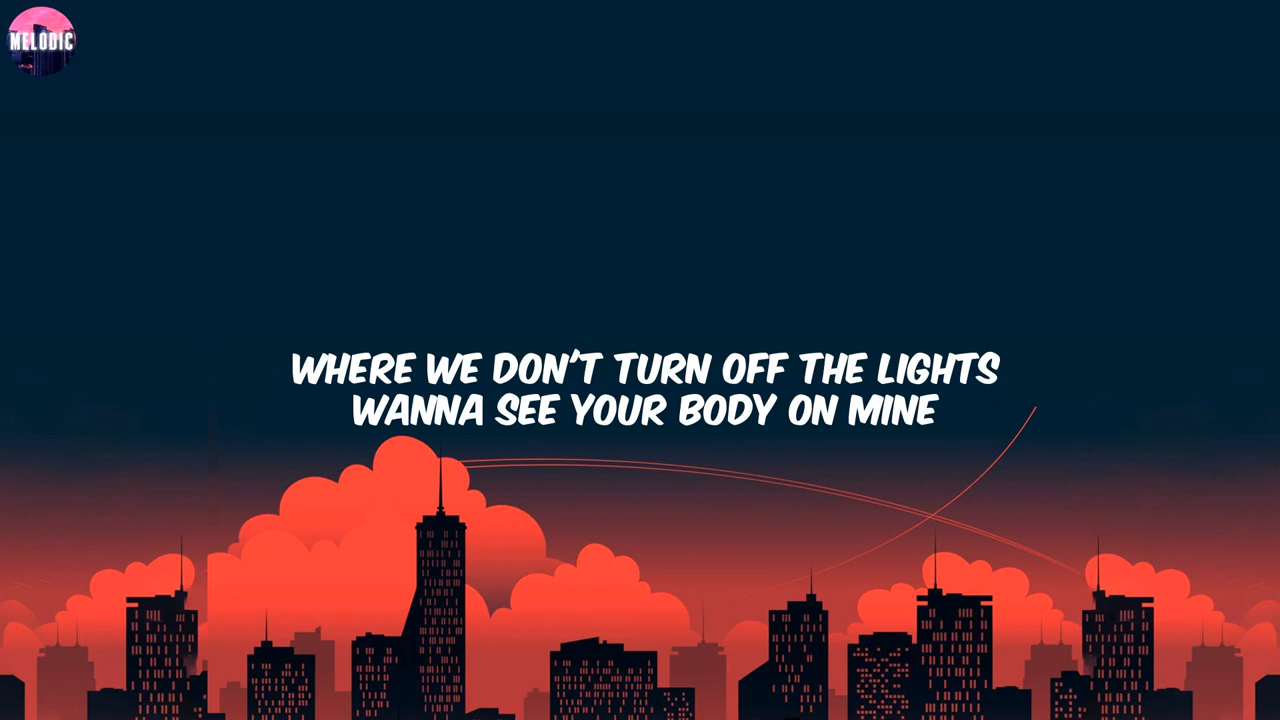 MELODIC
WHERE WE DON'T TURN OFF THE LIGHTS
WANNA SEE YOUR BODY ON MINE